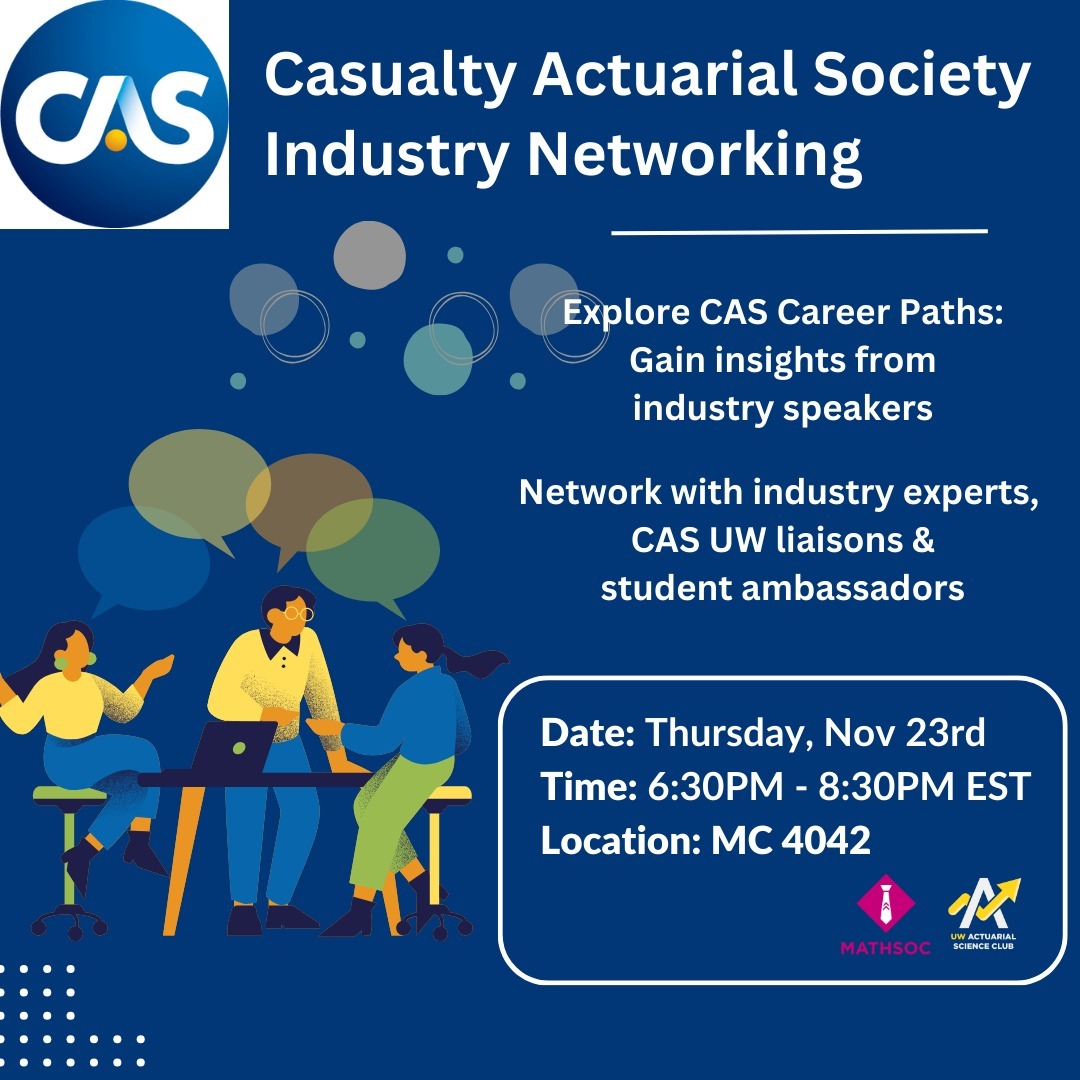 CAS
Casualty Actuarial Society
Industry Networking
Explore CAS Career Paths:
Gain insights from
industry speakers
Network with industry experts,
CAS UW liaisons &
student ambassadors
Date: Thursday, Nov 23rd
Time: 6:30PM - 8:30PM EST
Location: MC 4042
MATHSOC
UW ACTUARIAL
SCIENCE CLUB